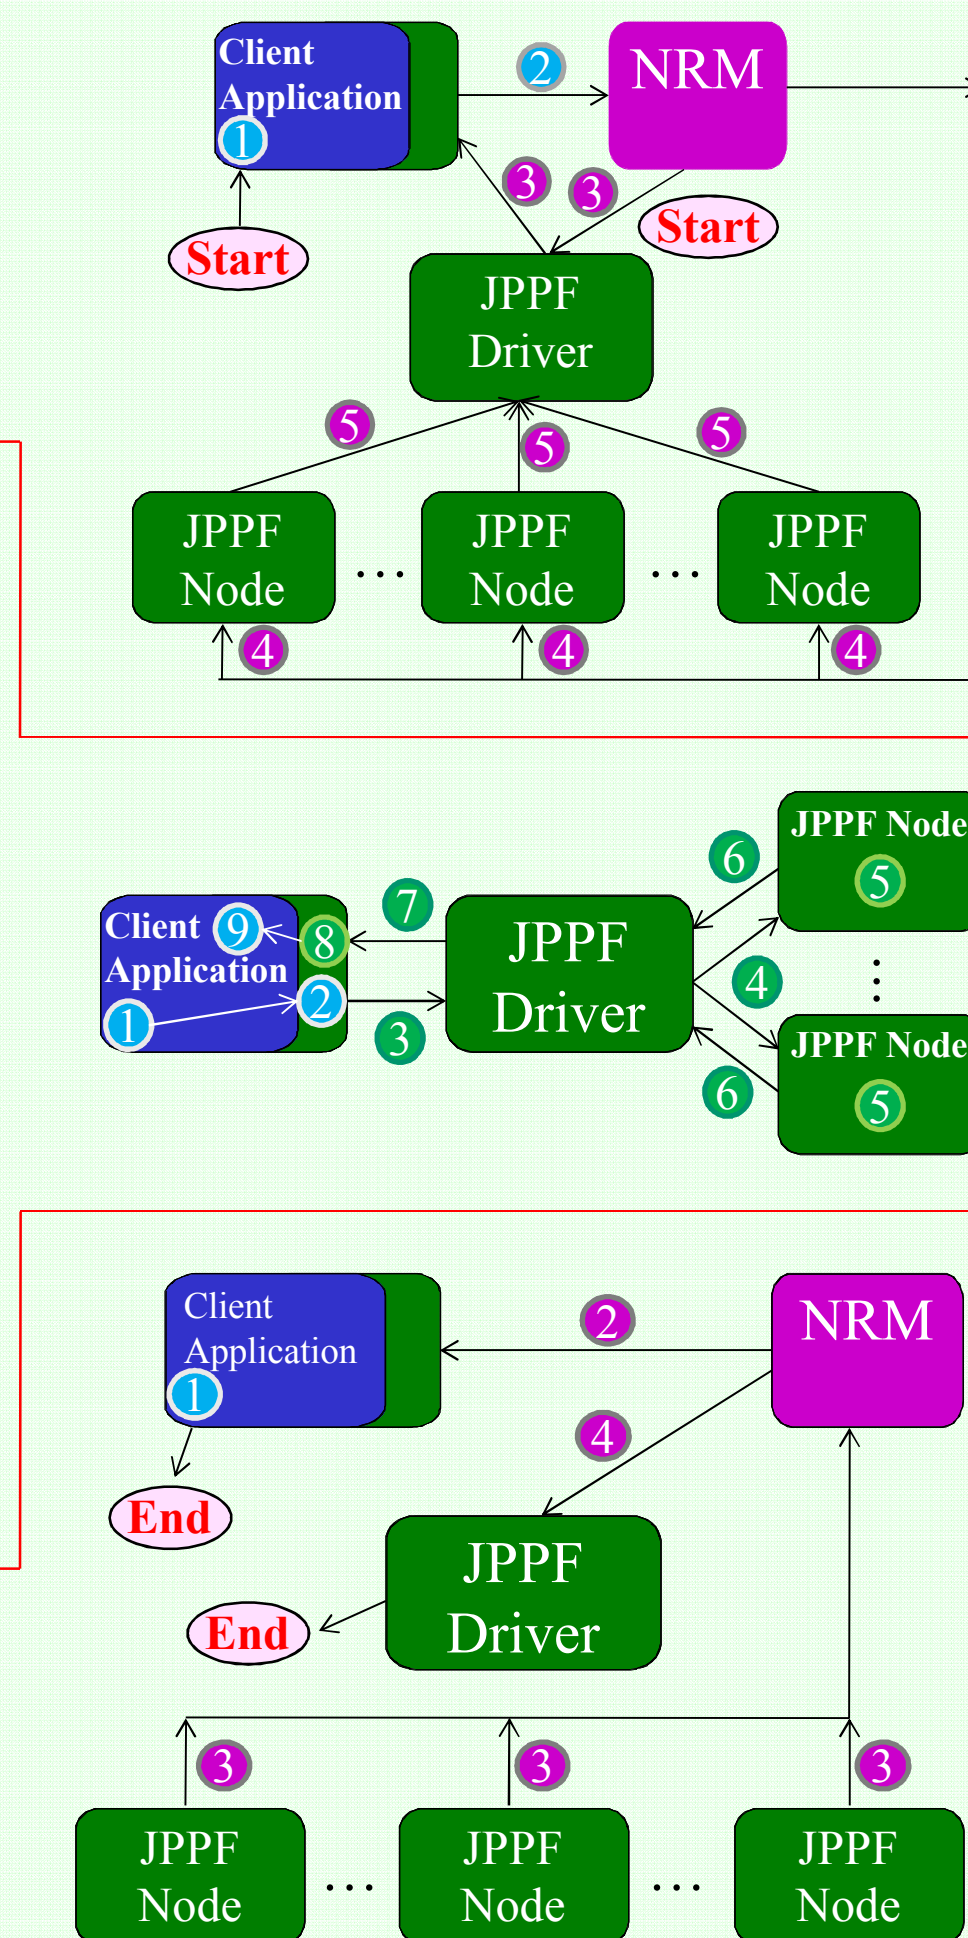 Client
Application
1
2
NRM
3
3
Start
Start
JPPF
Driver
5
5
5
JPPF
Node
...
JPPF
Node
...
JPPF
Node
4
4
4
JPPF Node
5
6
Client
Application
9
8
7
JPPF
Driver
4
1
2
3
6
JPPF Node
5
Client
Application
1
2
NRM
4
End
JPPF
Driver
End
3
3
3
JPPF
Node
...
JPPF
Node
...
JPPF
Node